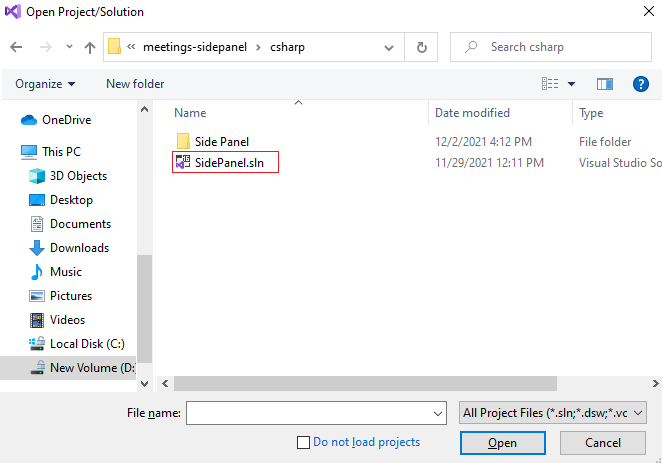 Open Project/Solution
« meetings-sidepanel > csharp
Search csharp
Organize
New folder
?
Name
Date modified
Type
OneDrive
This PC
3D Objects
Desktop
Documents
Downloads
Music
Pictures
Videos
Local Disk (C:)
New Volume (D:
Side Panel
12/2/2021 4:12 PM
File folder
SidePanel.sln
11/29/2021 12:11 PM
Visual Studio So
File name:
All Project Files (*.sln;*.dsw;*.vc
Do not load projects
Open
Cancel